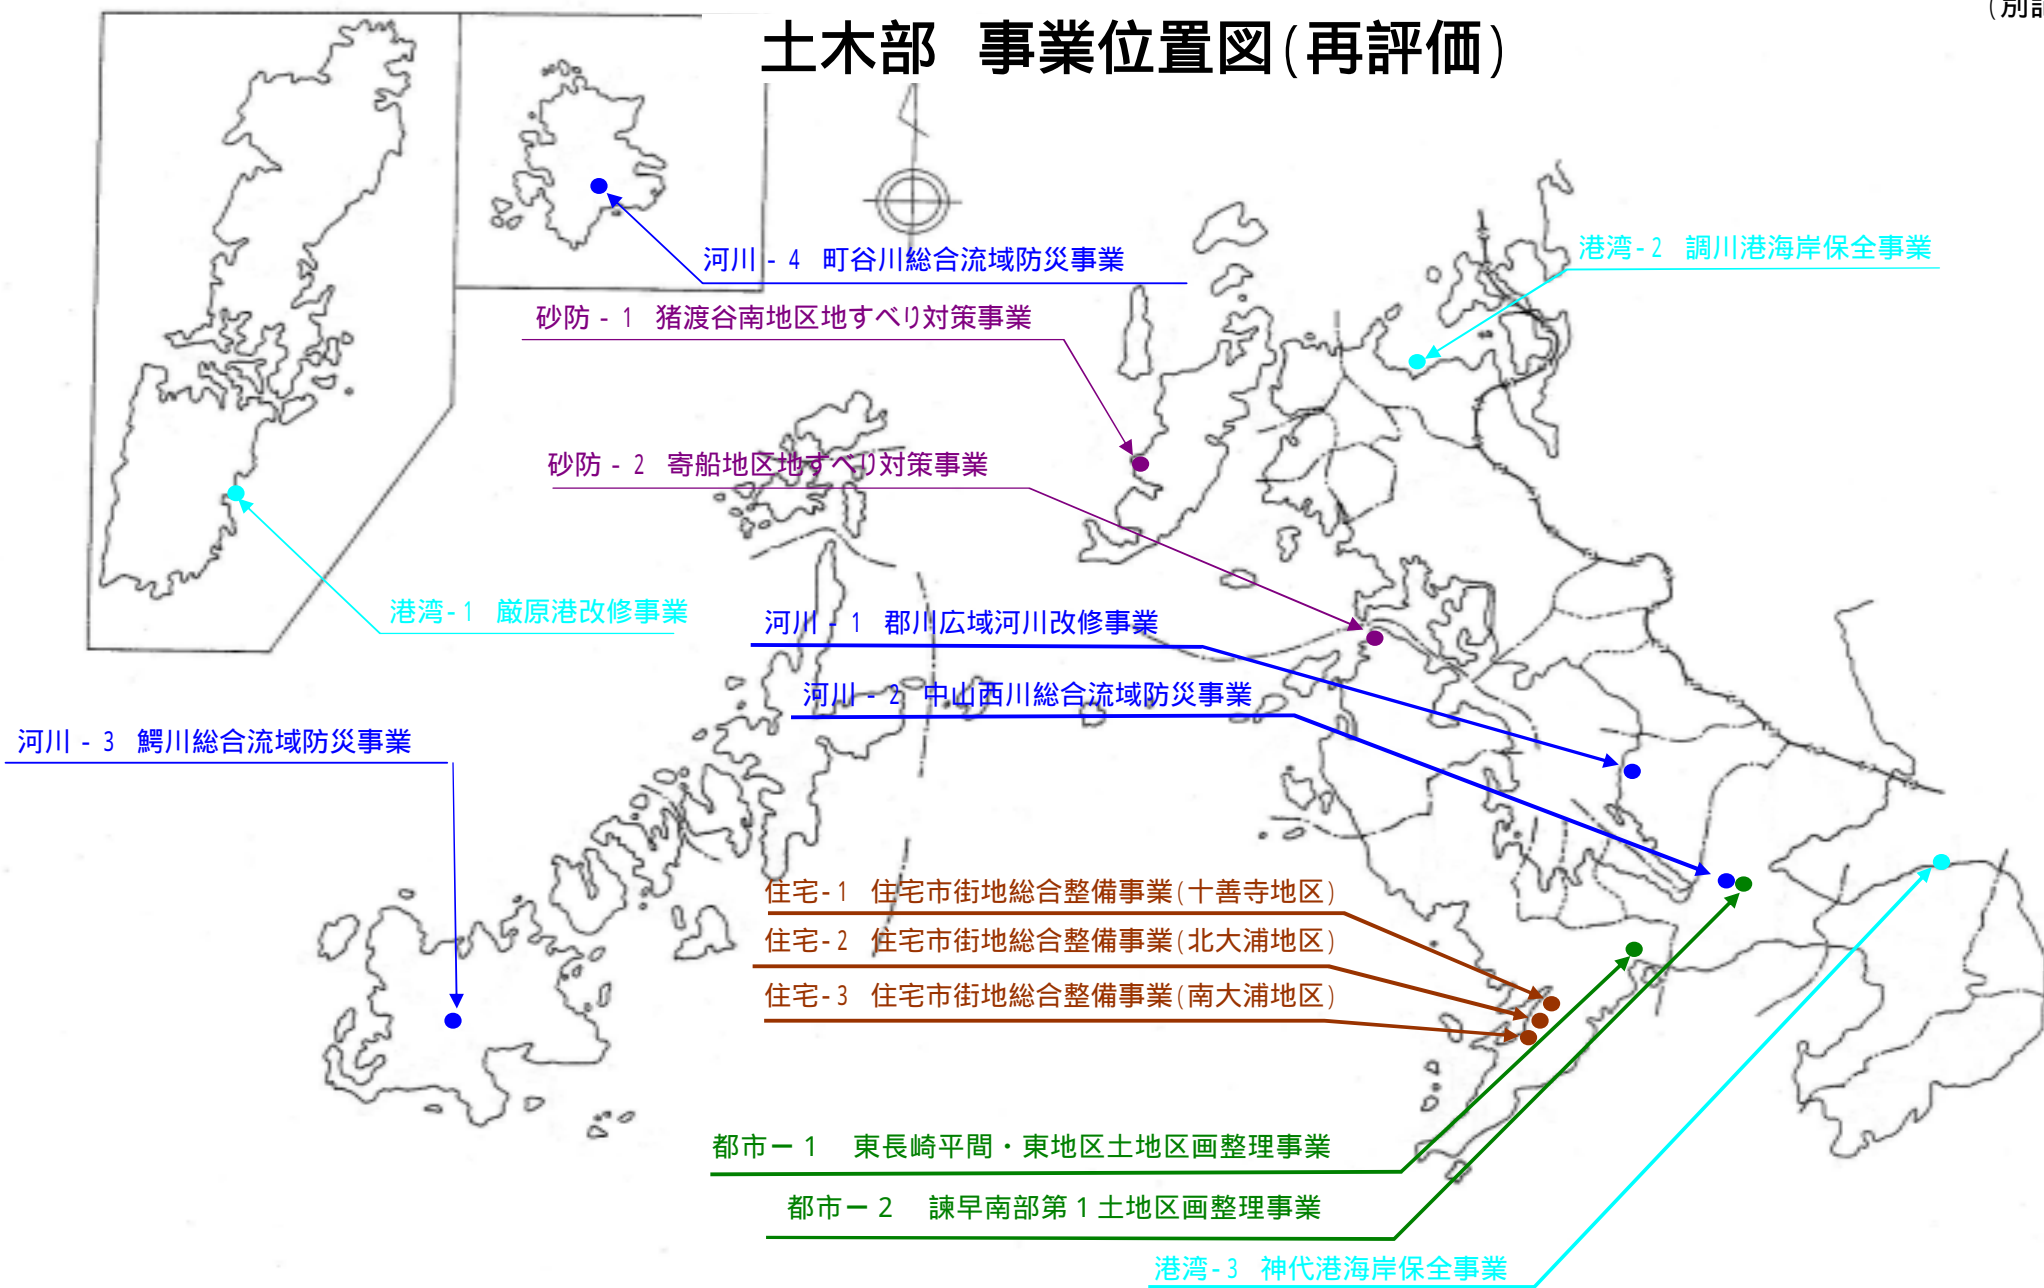 (別
土木部 事業位置図(再評価)
河川 - 4 町谷川総合流域防災事業
港湾-2 調川港海岸保全事業
砂防 - 1 猪渡谷南地区地すべり対策事業
砂防 - 2 寄船地区地すべり対策事業
港湾-1 厳原港改修事業
河川 - 1 郡川広域河川改修事業
河川 - 2 中山西川総合流域防災事業
河川 - 3 鰐川総合流域防災事業
住宅-1 住宅市街地総合整備事業(十善寺地区)
住宅-2 住宅市街地総合整備事業(北大浦地区)
住宅-3 住宅市街地総合整備事業(南大浦地区)
都市ー1 東長崎平間・東地区土地区画整理事業
都市ー2 諫早南部第1土地区画整理事業
港湾-3 神代港海岸保全事業